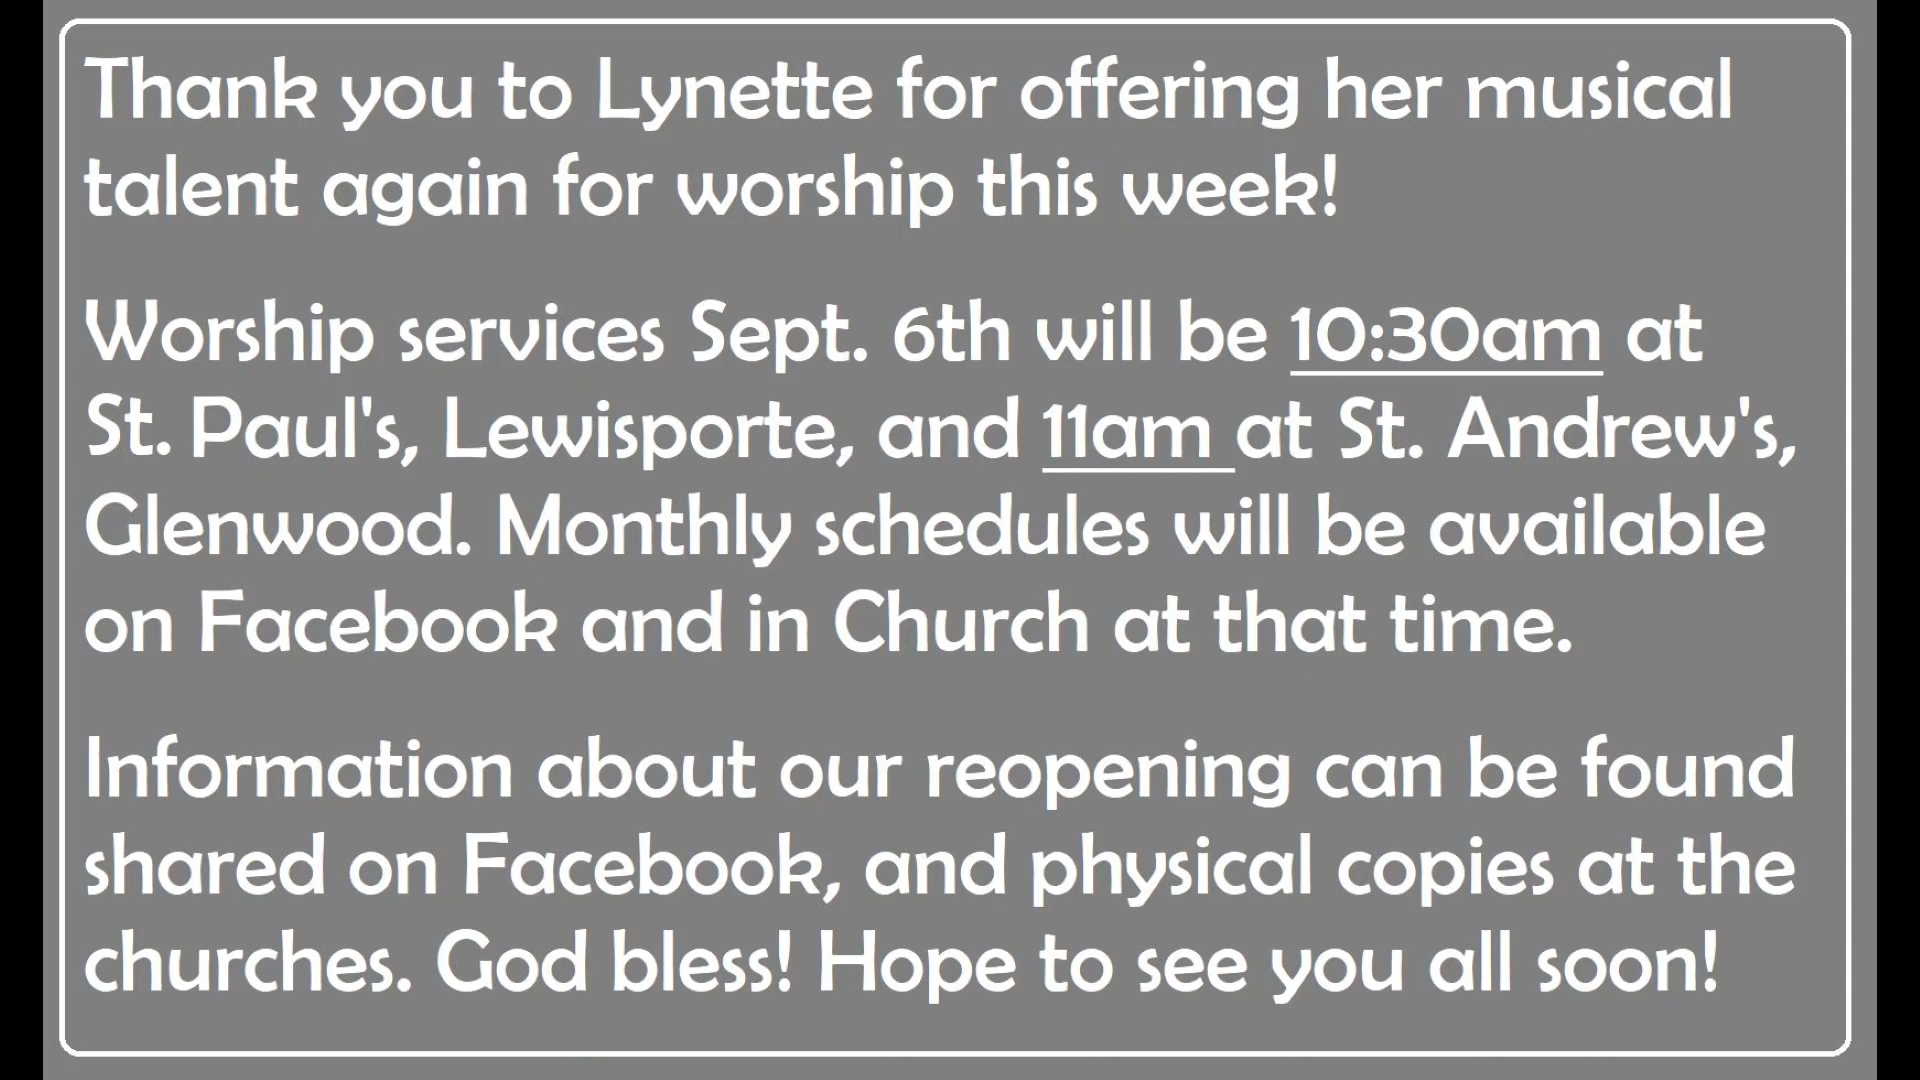 Thank you to Lynette for offering her musical
talent again for worship this week!
Worship services Sept. 6th will be 10:30am at
St. Paul's, Lewisporte, and 11am at St. Andrew's,
Glenwood. Monthly schedules will be available
on Facebook and in Church at that time.
Information about our reopening can be found
shared on Facebook, and physical copies at the
churches. God bless! Hope to see you all soon!